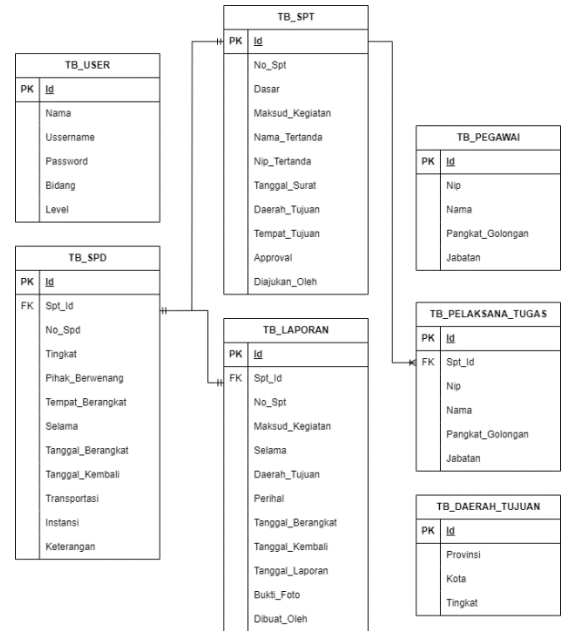 TB_USER
PK Id
Nama
Ussername
Password
Bidang
Level
TB_SPD
PK Id
FK Spt_Id
No_Spd
Tingkat
Pihak_Berwenang
Tempat_Berangkat
Selama
Tanggal_Berangkat
Tanggal_Kembali
Transportasi
Instansi
Keterangan
TB_SPT
PK Id
No_Spt
Dasar
Maksud_Kegiatan
Nama_Tertanda
Nip_Tertanda
Tanggal_Surat
Daerah_Tujuan
Tempat_Tujuan
Approval
Diajukan_Oleh
TB_LAPORAN
PK Id
FK Spt_Id
No_Spt
Maksud_Kegiatan
Selama
Daerah_Tujuan
Perihal
Tanggal_Berangkat
Tanggal_Kembali
Tanggal_Laporan
Bukti_Foto
Dibuat_Oleh
TB_PEGAWAI
PK Id
Nip
Nama
Pangkat_Golongan
Jabatan
TB_PELAKSANA_TUGAS
PK Id
FK Spt_Id
Nip
Nama
Pangkat_Golongan
Jabatan
TB_DAERAH_TUJUAN
PK Id
Provinsi
Kota
Tingkat